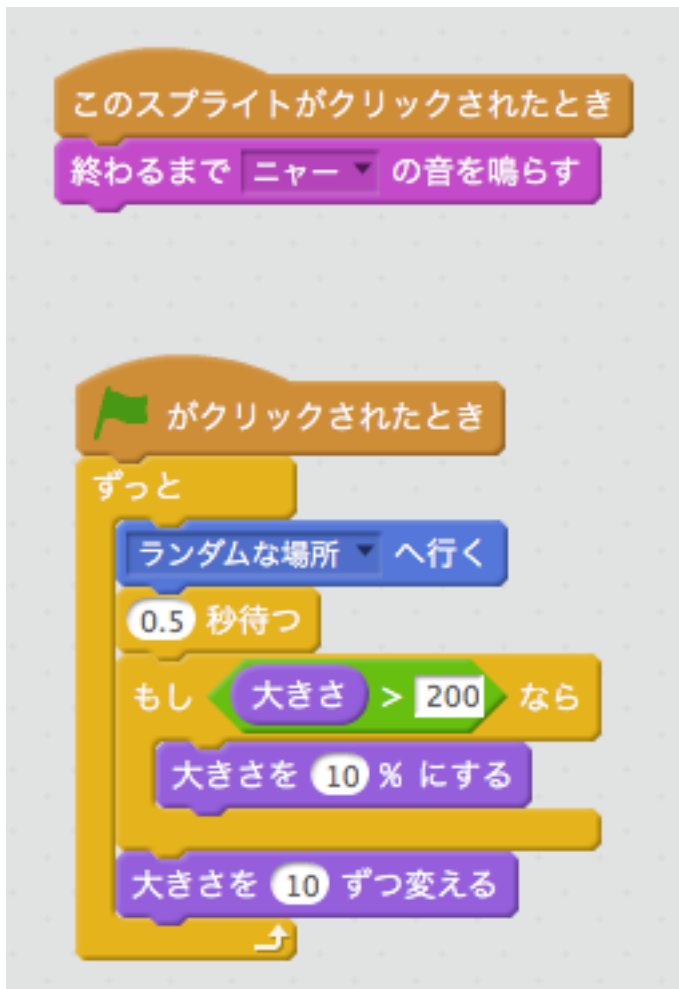 このスプライトがクリックされたとき
終わるまで ニャー の音を鳴らす
がクリックされたとき
ずっと
ランダムな場所 へ行く
0.5 秒待つ
もし 大きさ > 200 なら
大きさを 10 % にする
大きさを 10 ずつ変える